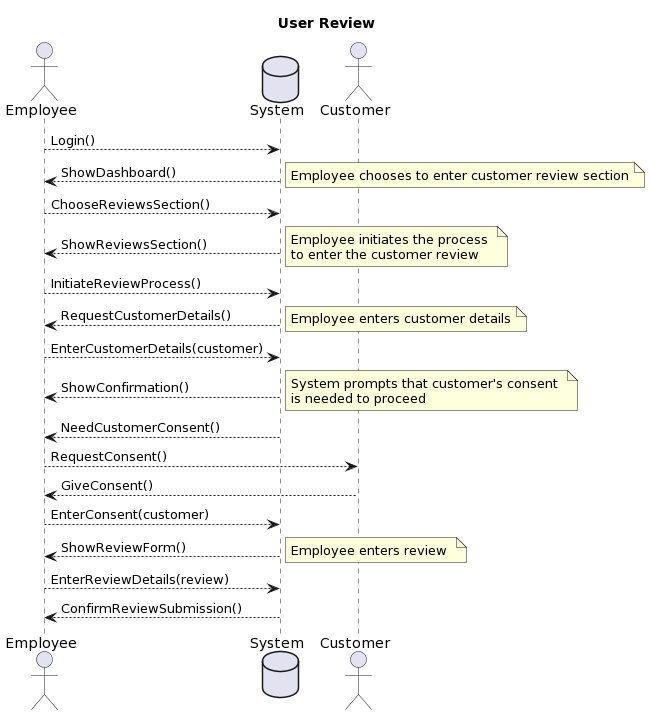 User Review
Employee
System
Customer
Login()
ShowDashboard()
Employee chooses to enter customer review section
ChooseReviewsSection()
ShowReviewsSection()
Employee initiates the process
to enter the customer review
InitiateReviewProcess()
RequestCustomerDetails()
Employee enters customer details
EnterCustomerDetails(customer)
ShowConfirmation()
System prompts that customer's consent
is needed to proceed
NeedCustomerConsent()
RequestConsent()
GiveConsent()
EnterConsent(customer)
ShowReviewForm()
Employee enters review
EnterReviewDetails(review)
ConfirmReviewSubmission()
Employee
System
Customer